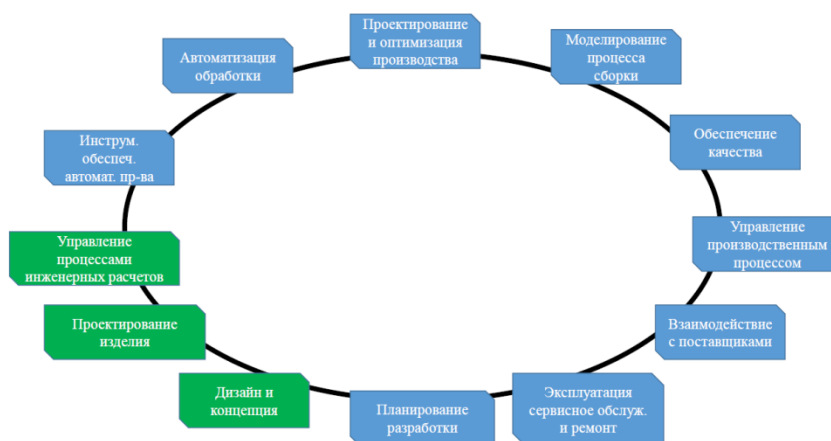 Проектирование
и оптимизация
производства
Автоматизация
обработки
Моделирование
процесса
сборки
Инструм.
обеспеч.
автомат. пр-ва
Обеспечение
качества
Управление
процессами
инженерных расчетов
Управление
производственным
процессом
Проектирование
изделия
Взаимодействие
с поставщиками
Дизайн и
концепция
Планирование
разработки
Эксплуатация
сервисное обслуж.
и ремонт